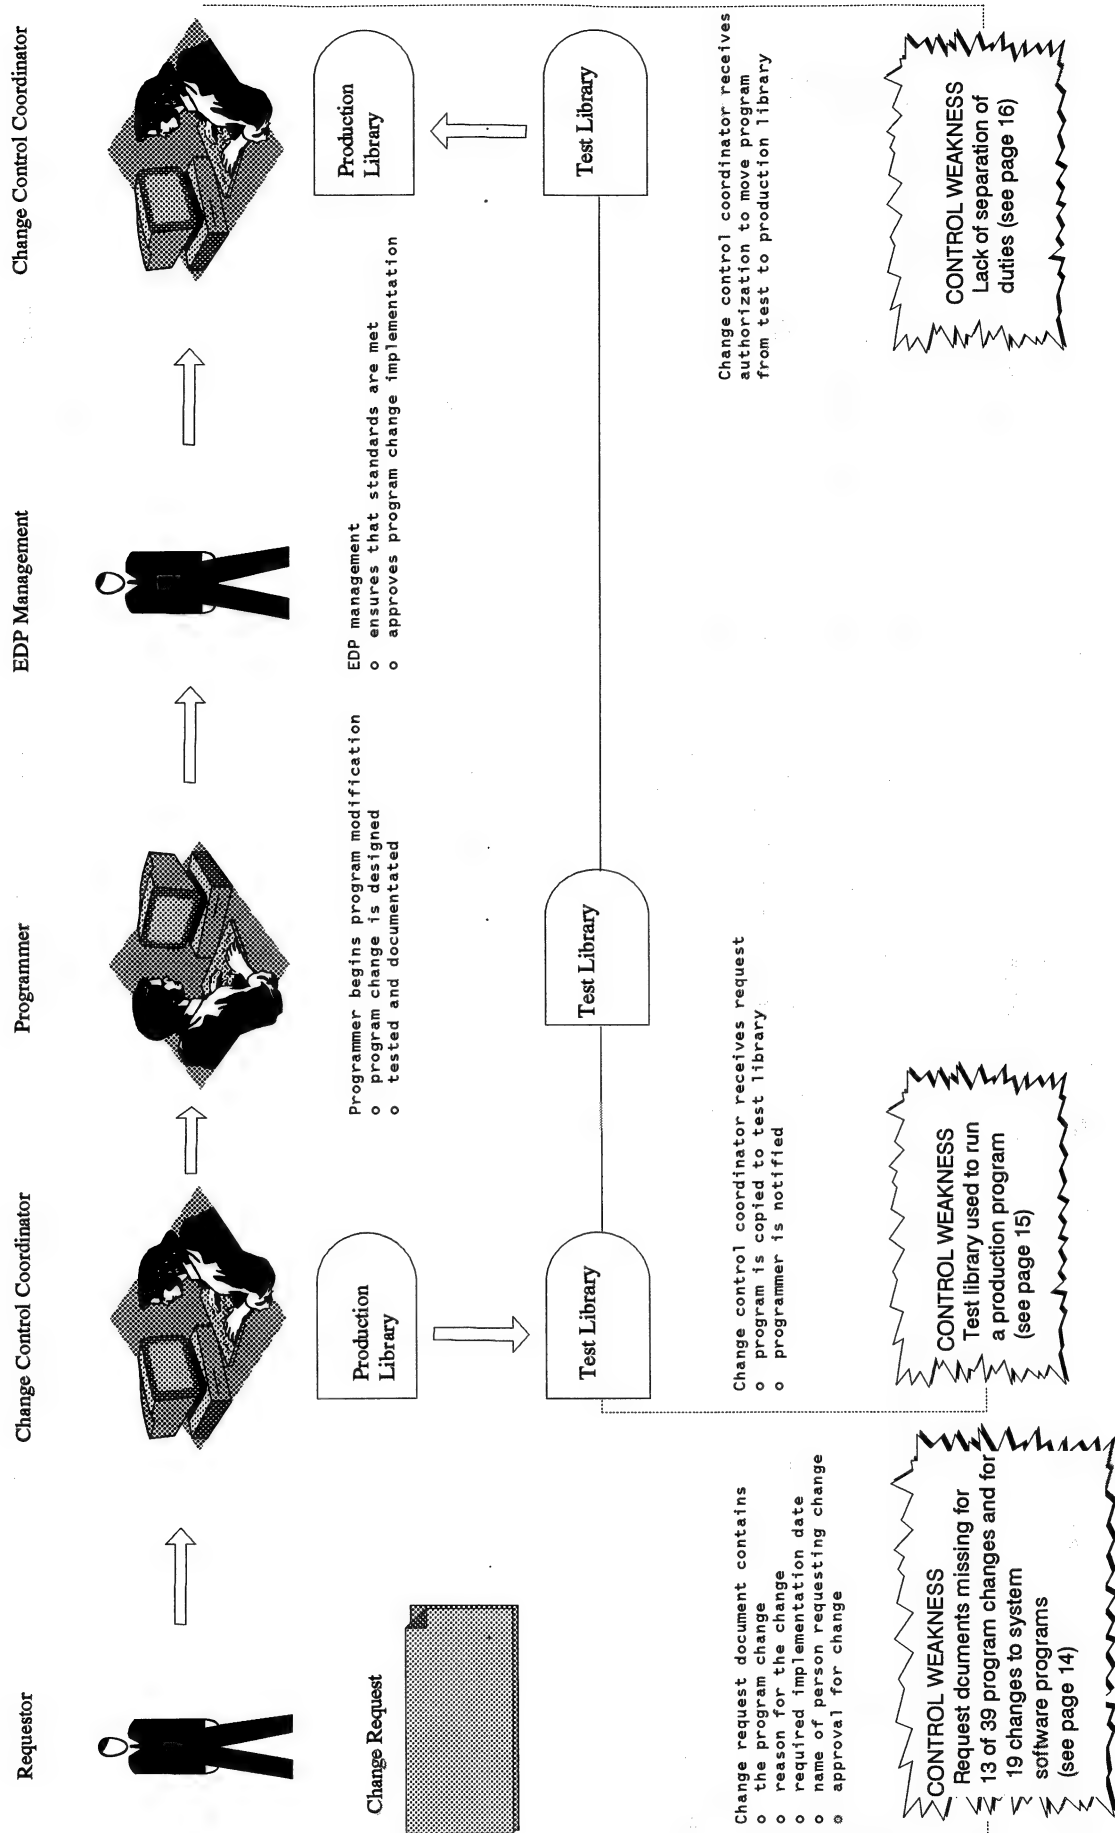 Requestor
Change Control Coordinator
Programmer
EDP Management
Change Control Coordinator
Change Request
Production
Library
Test Library
Programmer begins program modification
o program change is designed
o tested and documentated
Test Library
EDP management
o ensures that standards are met
o approves program change implementation
Production
Library
Test Library
Change request document contains
o the program change
o reason for the change
o required implementation date
o name of person requesting change
o approval for change
Change control coordinator receives request
o program is copied to test library
o programmer is notified
Change control coordinator receives
authorization to move program
from test to production library
CONTROL WEAKNESS
Request dcuments missing for
13 of 39 program changes and for
19 changes to system
software programs
(see page 14)
CONTROL WEAKNESS
Test library used to run
a production program
(see page 15)
CONTROL WEAKNESS
Lack of separation of
duties (see page 16)